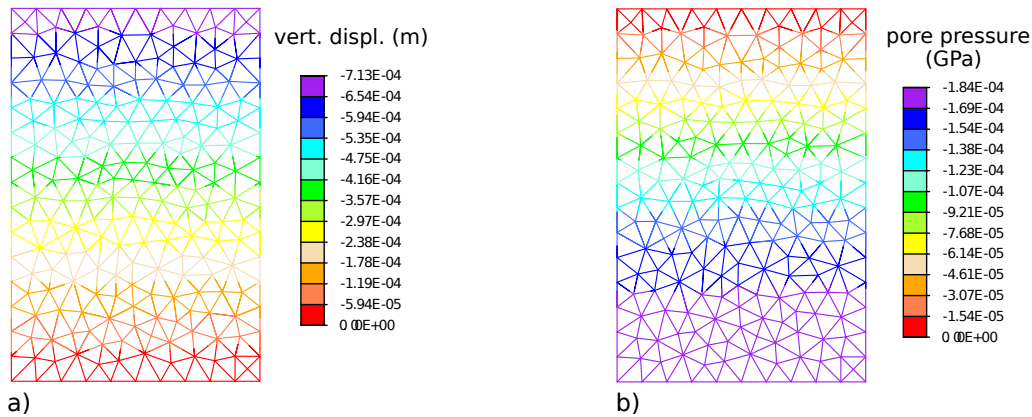 vert. displ. (m)
-7.13E-04
-6.54E-04
-5.94E-04
-5.35E-04
-4.75E-04
-4.16E-04
-3.57E-04
-2.97E-04
-2.38E-04
-1.78E-04
-1.19E-04
-5.94E-05
0.0E+00
a)
pore pressure
(GPa)
-1.84E-04
-1.69E-04
-1.54E-04
-1.38E-04
-1.23E-04
-1.07E-04
-9.21E-05
-7.68E-05
-6.14E-05
-4.61E-05
-3.07E-05
-1.54E-05
0.0E+00
b)